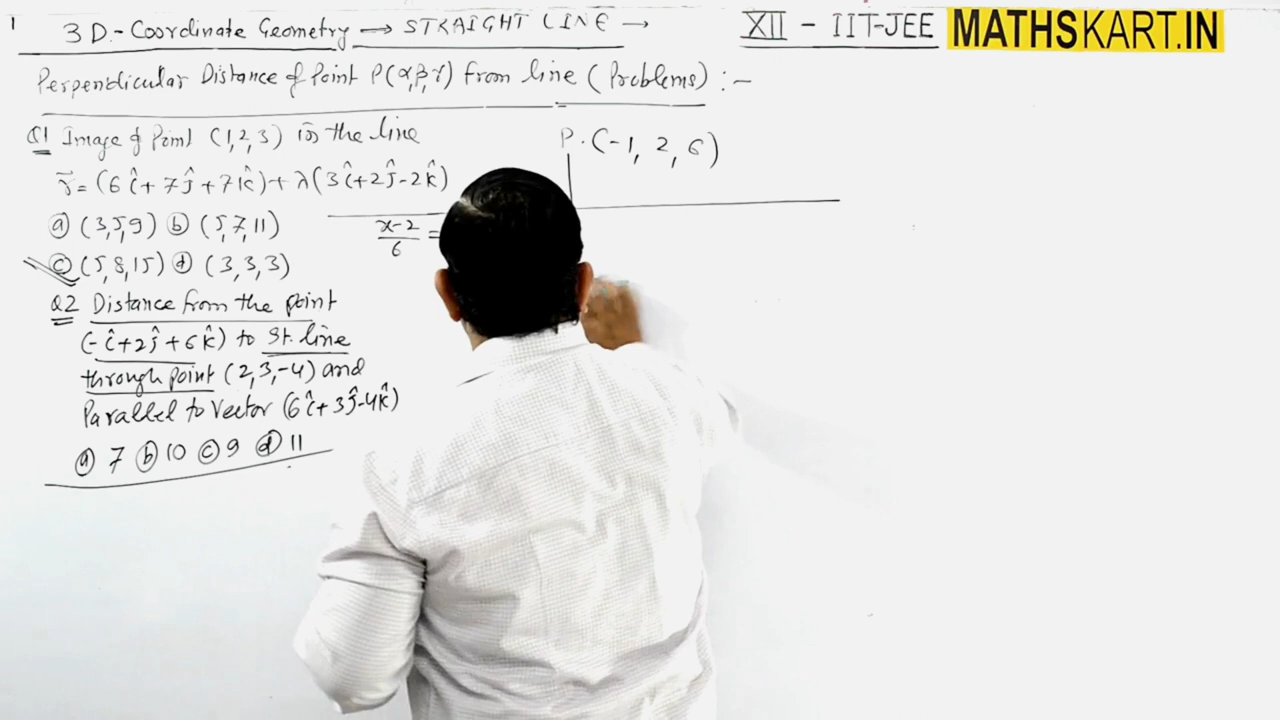 1 3D.-Coordinate Geometry → STRAIGHT LINE →
XII - IIT-JEE MATHSKART.IN
Perpendicular Distance of Point P(α,β,γ) from line (Problems) :-
Q1 Image of Point (1,2,3) in the line
r̄ = (6î+7ĵ+7k̂)+λ(3î+2ĵ-2k̂)
ⓐ (3,5,9) ⓑ (5,7,11)
ⓒ (5,8,15) ⓓ (3,3,3)
Q2 Distance from the point
(-î+2ĵ+6k̂) to St. line
through point (2,3,-4) and
Parallel to Vector (6î+3ĵ-4k̂)
ⓐ 7 ⓑ 10 ⓒ 9 ⓓ 11
P. (-1, 2, 6)
x-2/6 =